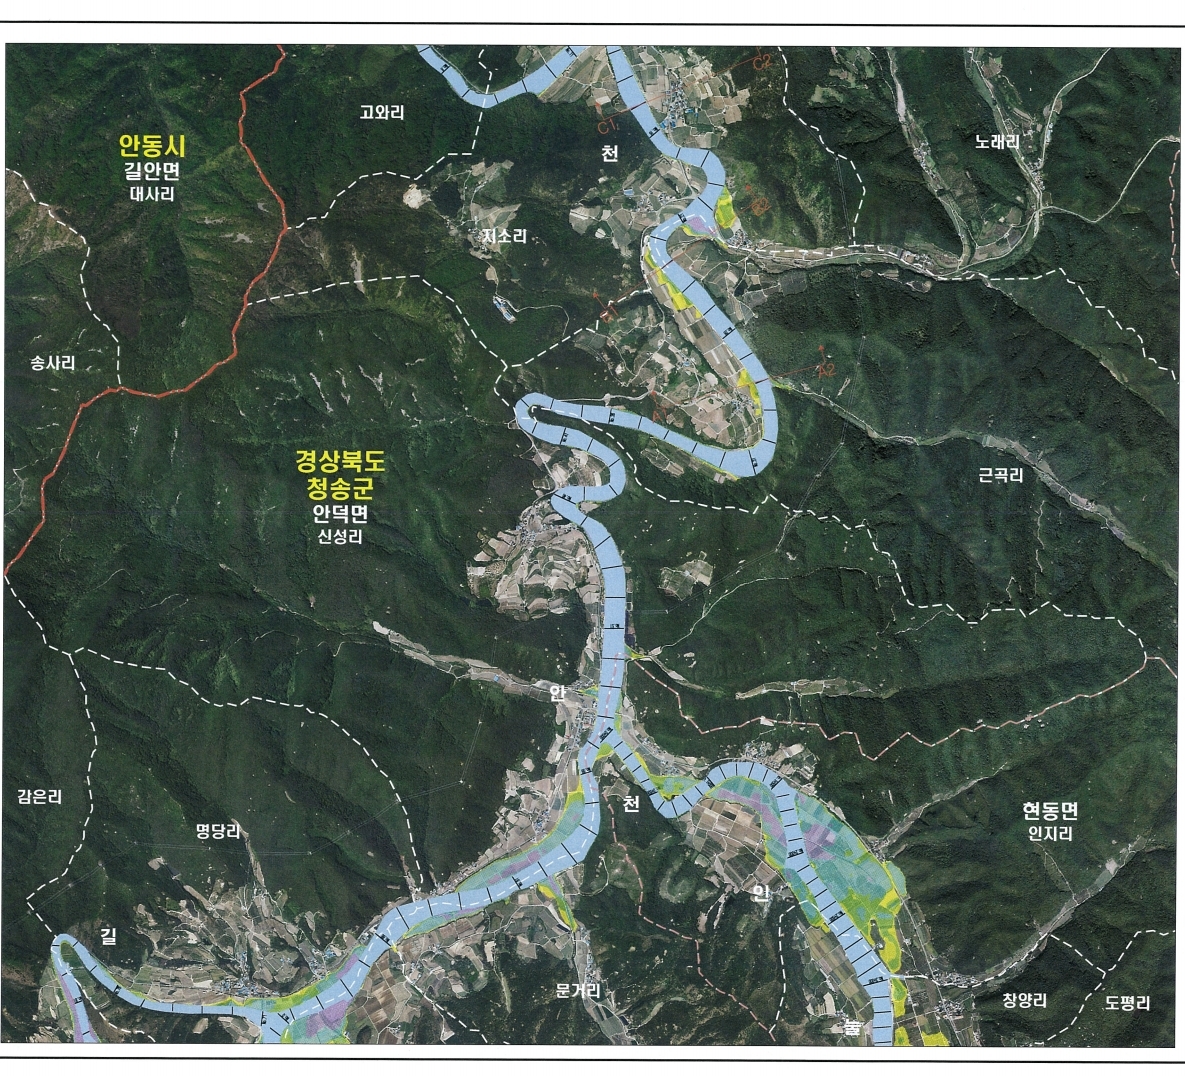 C2
고와리
C1
노래리
안동시
천
길안면
대사리
지소리
송사리
A2
경상북도
청송군
안덕면
신성리
근곡리
안
감은리
천
현동면
명당리
인지리
인
길
문거리
창양리
도평리
눌